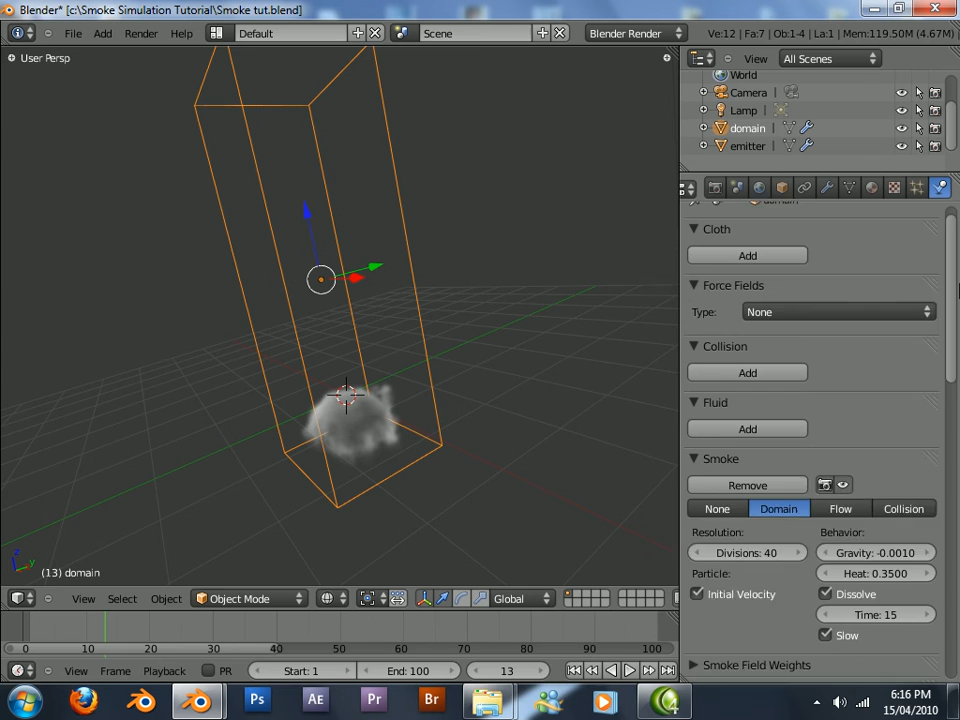 Blender* [c:\Smoke Simulation Tutorial\Smoke tut.blend]
File Add Render Help Default Scene Blender Render Ve:12 | Fa:7 | Ob:1-4 | La:1 | Mem:119.50M (4.67M)
User Persp
View All Scenes
World
Camera
Lamp
domain
emitter
domain
Cloth
Add
Force Fields
Type: None
Collision
Add
Fluid
Add
Smoke
Remove
None Domain Flow Collision
Resolution: Behavior:
Divisions: 40 Gravity: -0.0010
Particle: Heat: 0.3500
Initial Velocity Dissolve
Time: 15
Slow
Smoke Field Weights
z
y
(13) domain
View Select Object Object Mode Global
0 10 20 30 40 50 60 70 80 90 100
View Frame Playback PR Start: 1 End: 100 13
Ps Ae Pr Br 4
6:16 PM
15/04/2010